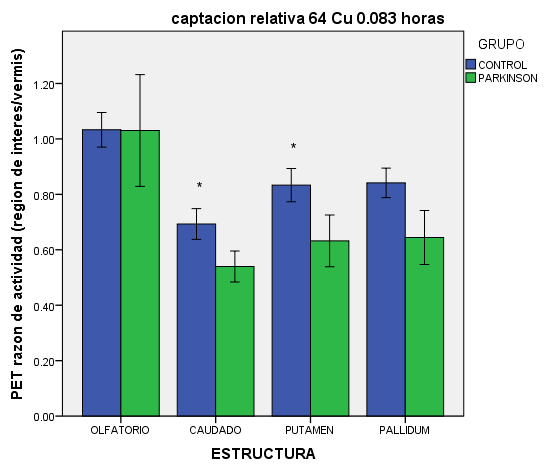 captacion relativa 64 Cu 0.083 horas
GRUPO
CONTROL
PARKINSON
PET razon de actividad (region de interes/vermis)
1.20
1.00
0.80
0.60
0.40
0.20
0.00
*
*
OLFATORIO CAUDADO PUTAMEN PALLIDUM
ESTRUCTURA